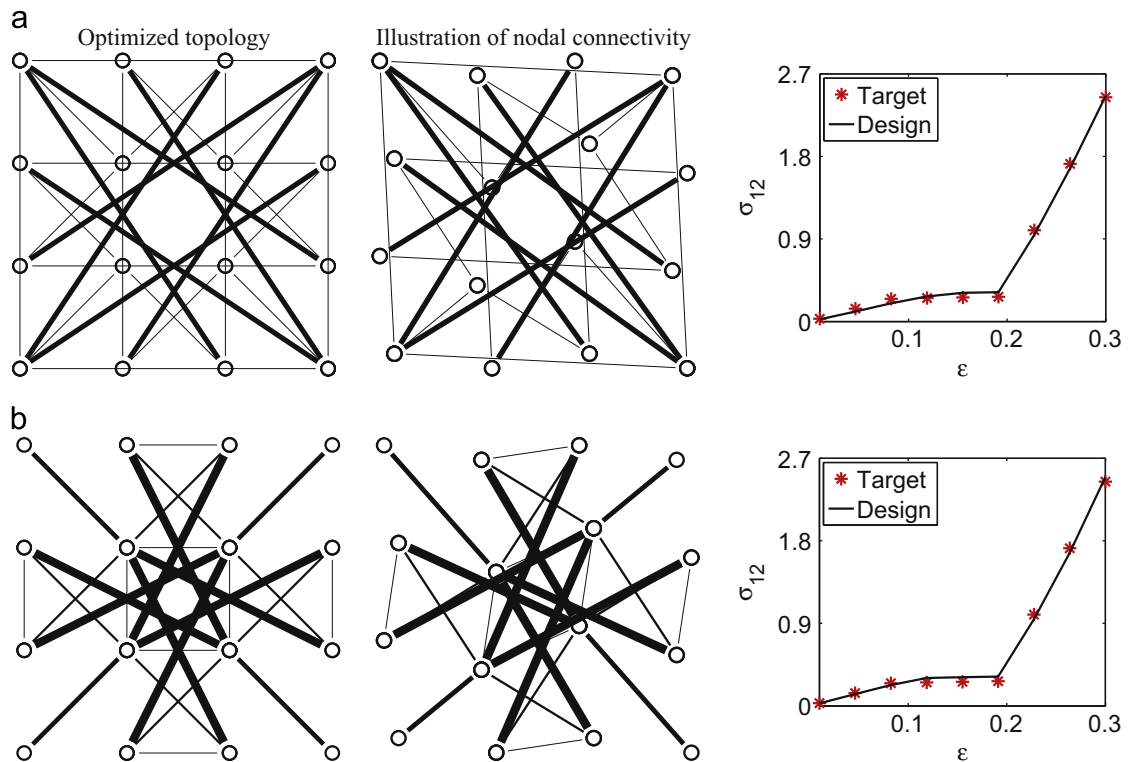 a
Optimized topology
Illustration of nodal connectivity
2.7
1.8
0.9
0
σ12
Target
Design
0.1
0.2
0.3
ε
b
2.7
1.8
0.9
0
σ12
Target
Design
0.1
0.2
0.3
ε